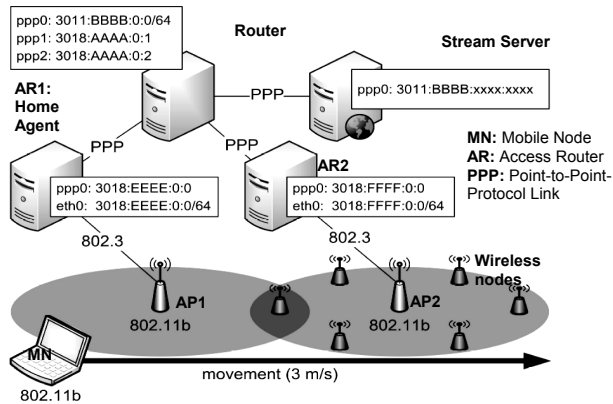 ppp0: 3011:BBBB:0:0/64
ppp1: 3018:AAAA:0:1
ppp2: 3018:AAAA:0:2
Router
Stream Server
ppp0: 3011:BBBB:xxxx:xxxx
AR1:
Home
Agent
PPP
PPP
PPP
MN: Mobile Node
AR: Access Router
PPP: Point-to-Point-
Protocol Link
AR2
ppp0: 3018:EEEE:0:0
eth0: 3018:EEEE:0:0/64
ppp0: 3018:FFFF:0:0
eth0: 3018:FFFF:0:0/64
802.3
802.3
Wireless
nodes
AP1
802.11b
AP2
802.11b
MN
movement (3 m/s)
802.11b